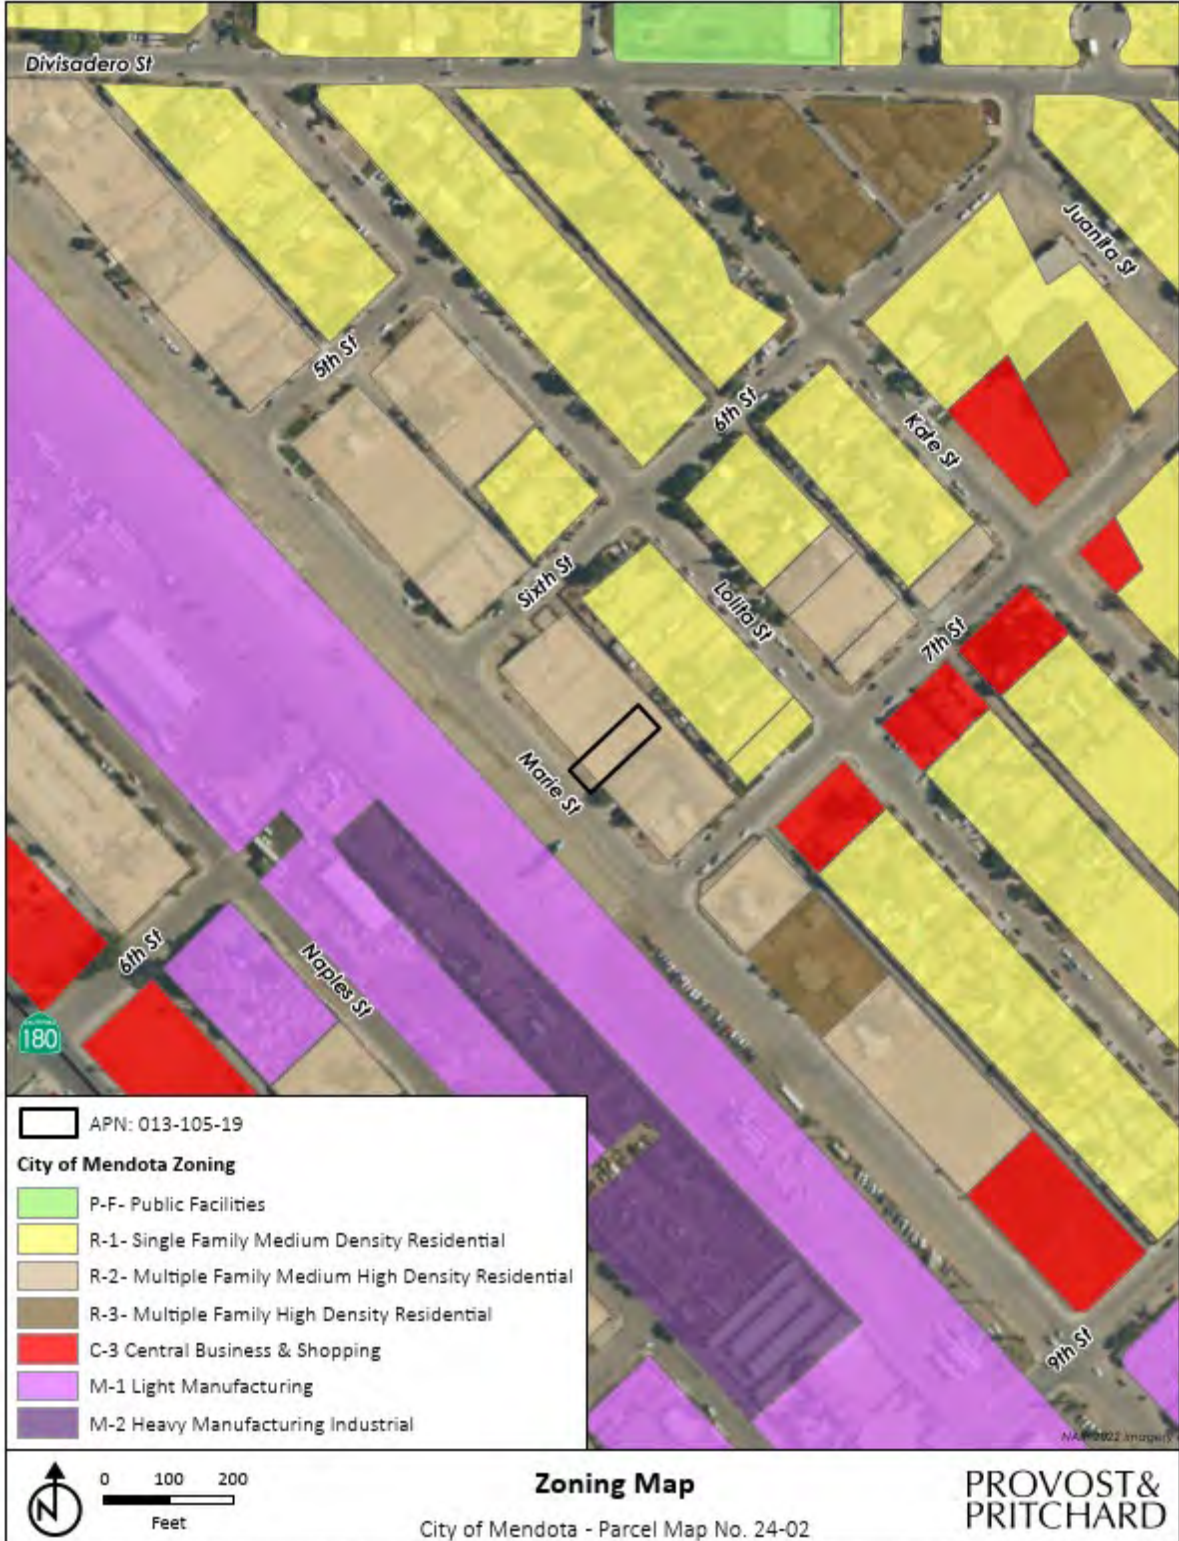 Divisadero St
Juanita St
5th St
6th St
Kate St
Sixth St
Lolita St
7th St
Marie St
6th St
Naples St
CALIFORNIA
180
9th St
APN: 013-105-19
City of Mendota Zoning
P-F- Public Facilities
R-1- Single Family Medium Density Residential
R-2- Multiple Family Medium High Density Residential
R-3- Multiple Family High Density Residential
C-3 Central Business & Shopping
M-1 Light Manufacturing
M-2 Heavy Manufacturing Industrial
NAIP 2022 Imagery
N
0 100 200
Feet
Zoning Map
City of Mendota - Parcel Map No. 24-02
PROVOST&
PRITCHARD